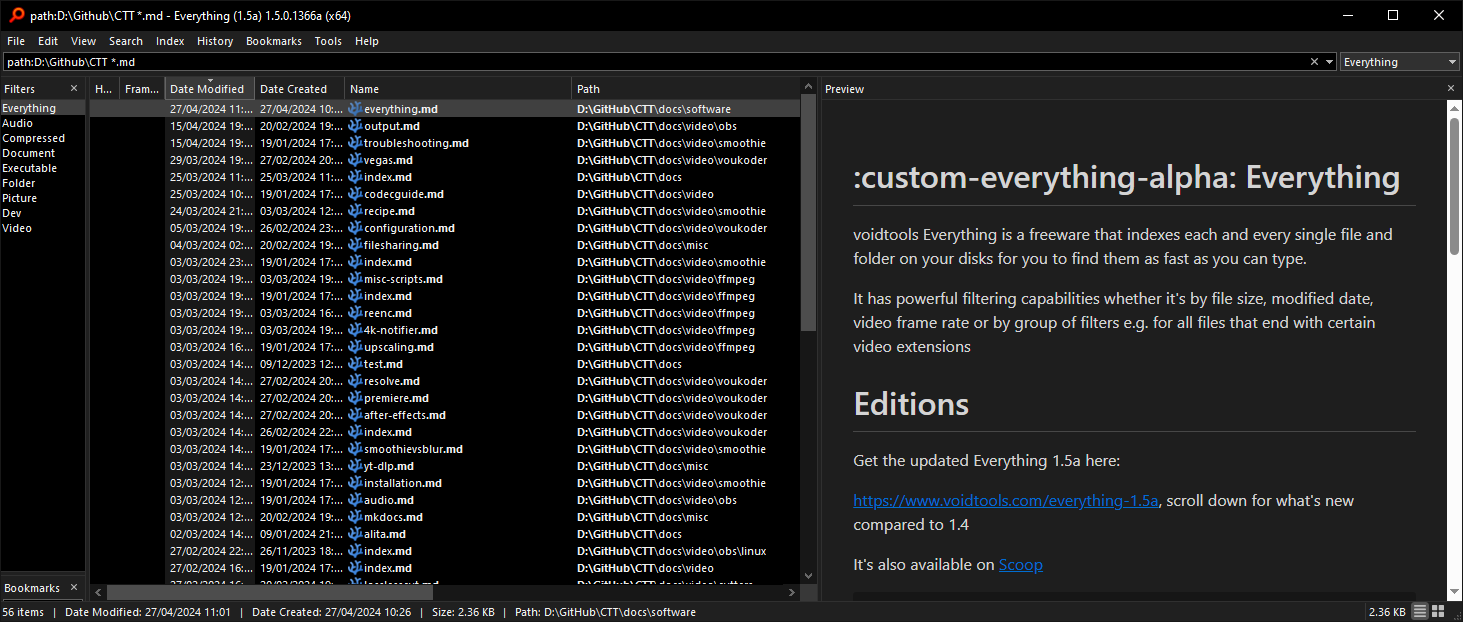 path:D:\Github\CTT *.md - Everything (1.5a) 1.5.0.1366a (x64)
File Edit View Search Index History Bookmarks Tools Help
path:D:\Github\CTT *.md Everything
Filters
Everything
Audio
Compressed
Document
Executable
Folder
Picture
Dev
Video
Bookmarks
H... Fram... Date Modified Date Created Name Path
27/04/2024 11:... 27/04/2024 10:... everything.md D:\GitHub\CTT\docs\software
15/04/2024 19:... 20/02/2024 19:... output.md D:\GitHub\CTT\docs\video\obs
15/04/2024 19:... 19/01/2024 17:... troubleshooting.md D:\GitHub\CTT\docs\video\smoothie
29/03/2024 19:... 27/02/2024 20:... vegas.md D:\GitHub\CTT\docs\video\voukoder
25/03/2024 11:... 25/03/2024 11:... index.md D:\GitHub\CTT\docs
25/03/2024 10:... 19/01/2024 17:... codecguide.md D:\GitHub\CTT\docs\video
24/03/2024 21:... 03/03/2024 12:... recipe.md D:\GitHub\CTT\docs\video\smoothie
05/03/2024 19:... 26/02/2024 23:... configuration.md D:\GitHub\CTT\docs\video\voukoder
04/03/2024 02:... 20/02/2024 19:... filesharing.md D:\GitHub\CTT\docs\misc
03/03/2024 23:... 19/01/2024 17:... index.md D:\GitHub\CTT\docs\video\smoothie
03/03/2024 19:... 03/03/2024 19:... misc-scripts.md D:\GitHub\CTT\docs\video\ffmpeg
03/03/2024 19:... 19/01/2024 17:... index.md D:\GitHub\CTT\docs\video\ffmpeg
03/03/2024 19:... 03/03/2024 16:... reenc.md D:\GitHub\CTT\docs\video\ffmpeg
03/03/2024 19:... 03/03/2024 19:... 4k-notifier.md D:\GitHub\CTT\docs\video\ffmpeg
03/03/2024 16:... 19/01/2024 17:... upscaling.md D:\GitHub\CTT\docs\video\ffmpeg
03/03/2024 14:... 09/12/2023 12:... test.md D:\GitHub\CTT\docs
03/03/2024 14:... 27/02/2024 20:... resolve.md D:\GitHub\CTT\docs\video\voukoder
03/03/2024 14:... 27/02/2024 20:... premiere.md D:\GitHub\CTT\docs\video\voukoder
03/03/2024 14:... 27/02/2024 20:... after-effects.md D:\GitHub\CTT\docs\video\voukoder
03/03/2024 14:... 26/02/2024 22:... index.md D:\GitHub\CTT\docs\video\voukoder
03/03/2024 14:... 19/01/2024 17:... smoothievsblur.md D:\GitHub\CTT\docs\video\smoothie
03/03/2024 14:... 23/12/2023 13:... yt-dlp.md D:\GitHub\CTT\docs\misc
03/03/2024 12:... 19/01/2024 17:... installation.md D:\GitHub\CTT\docs\video\smoothie
03/03/2024 12:... 19/01/2024 17:... audio.md D:\GitHub\CTT\docs\video\obs
03/03/2024 12:... 20/02/2024 19:... mkdocs.md D:\GitHub\CTT\docs\misc
02/03/2024 14:... 09/01/2024 21:... alita.md D:\GitHub\CTT\docs
27/02/2024 22:... 26/11/2023 18:... index.md D:\GitHub\CTT\docs\video\obs\linux
27/02/2024 16:... 19/01/2024 17:... index.md D:\GitHub\CTT\docs\video
Preview
:custom-everything-alpha: Everything
voidtools Everything is a freeware that indexes each and every single file and
folder on your disks for you to find them as fast as you can type.
It has powerful filtering capabilities whether it's by file size, modified date,
video frame rate or by group of filters e.g. for all files that end with certain
video extensions
Editions
Get the updated Everything 1.5a here:
https://www.voidtools.com/everything-1.5a, scroll down for what's new
compared to 1.4
It's also available on Scoop
56 items | Date Modified: 27/04/2024 11:01 | Date Created: 27/04/2024 10:26 | Size: 2.36 KB | Path: D:\GitHub\CTT\docs\software 2.36 KB